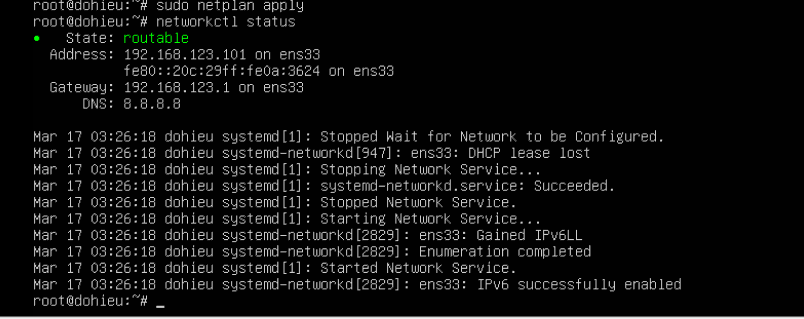 root@dohieu:~# sudo netplan apply
root@dohieu:~# networkctl status
● State: routable
Address: 192.168.123.101 on ens33
fe80::20c:29ff:fe0a:3624 on ens33
Gateway: 192.168.123.1 on ens33
DNS: 8.8.8.8
Mar 17 03:26:18 dohieu systemd[1]: Stopped Wait for Network to be Configured.
Mar 17 03:26:18 dohieu systemd-networkd[947]: ens33: DHCP lease lost
Mar 17 03:26:18 dohieu systemd[1]: Stopping Network Service...
Mar 17 03:26:18 dohieu systemd[1]: systemd-networkd.service: Succeeded.
Mar 17 03:26:18 dohieu systemd[1]: Stopped Network Service.
Mar 17 03:26:18 dohieu systemd[1]: Starting Network Service...
Mar 17 03:26:18 dohieu systemd-networkd[2829]: ens33: Gained IPv6LL
Mar 17 03:26:18 dohieu systemd-networkd[2829]: Enumeration completed
Mar 17 03:26:18 dohieu systemd[1]: Started Network Service.
Mar 17 03:26:18 dohieu systemd-networkd[2829]: ens33: IPv6 successfully enabled
root@dohieu:~# _